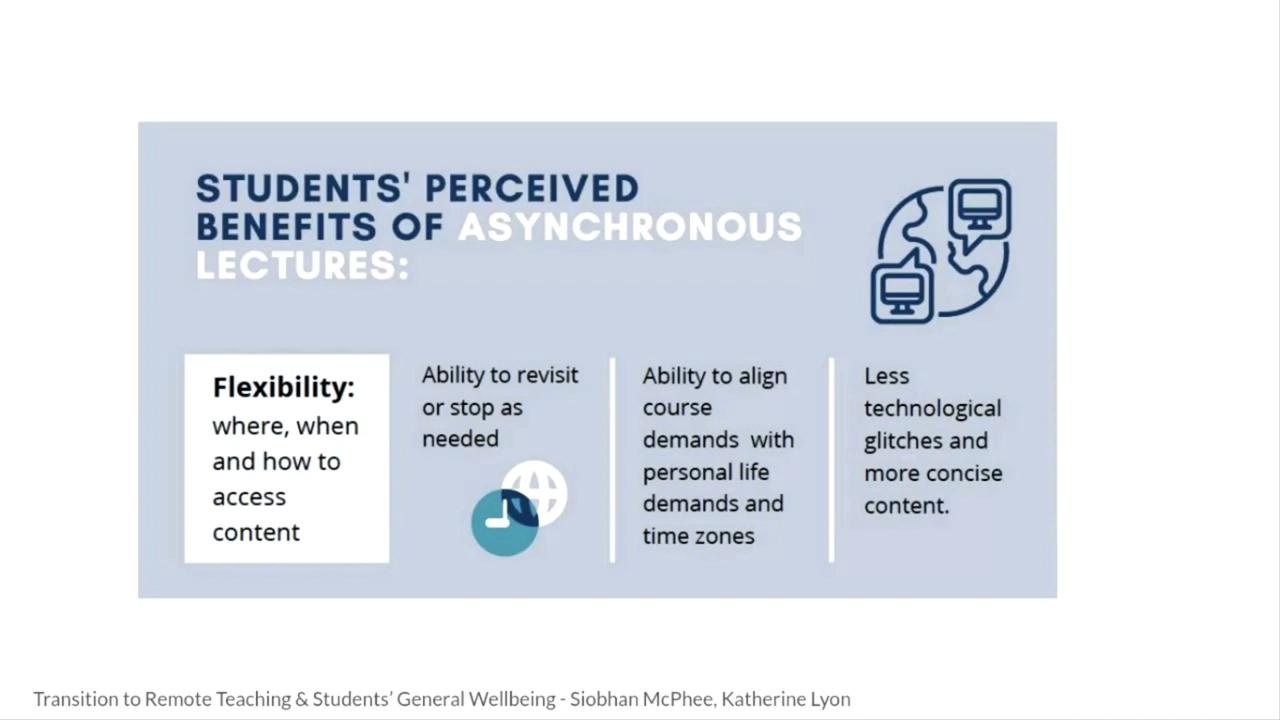 STUDENTS' PERCEIVED
BENEFITS OF ASYNCHRONOUS
LECTURES:
Flexibility:
where, when
and how to
access
content
Ability to revisit
or stop as
needed
Ability to align
course
demands with
personal life
demands and
time zones
Less
technological
glitches and
more concise
content.
Transition to Remote Teaching & Students’ General Wellbeing - Siobhan McPhee, Katherine Lyon